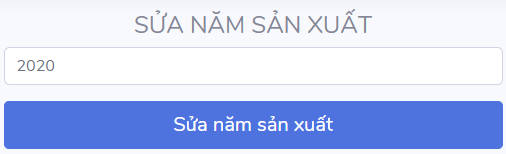 SỬA NĂM SẢN XUẤT
2020
Sửa năm sản xuất